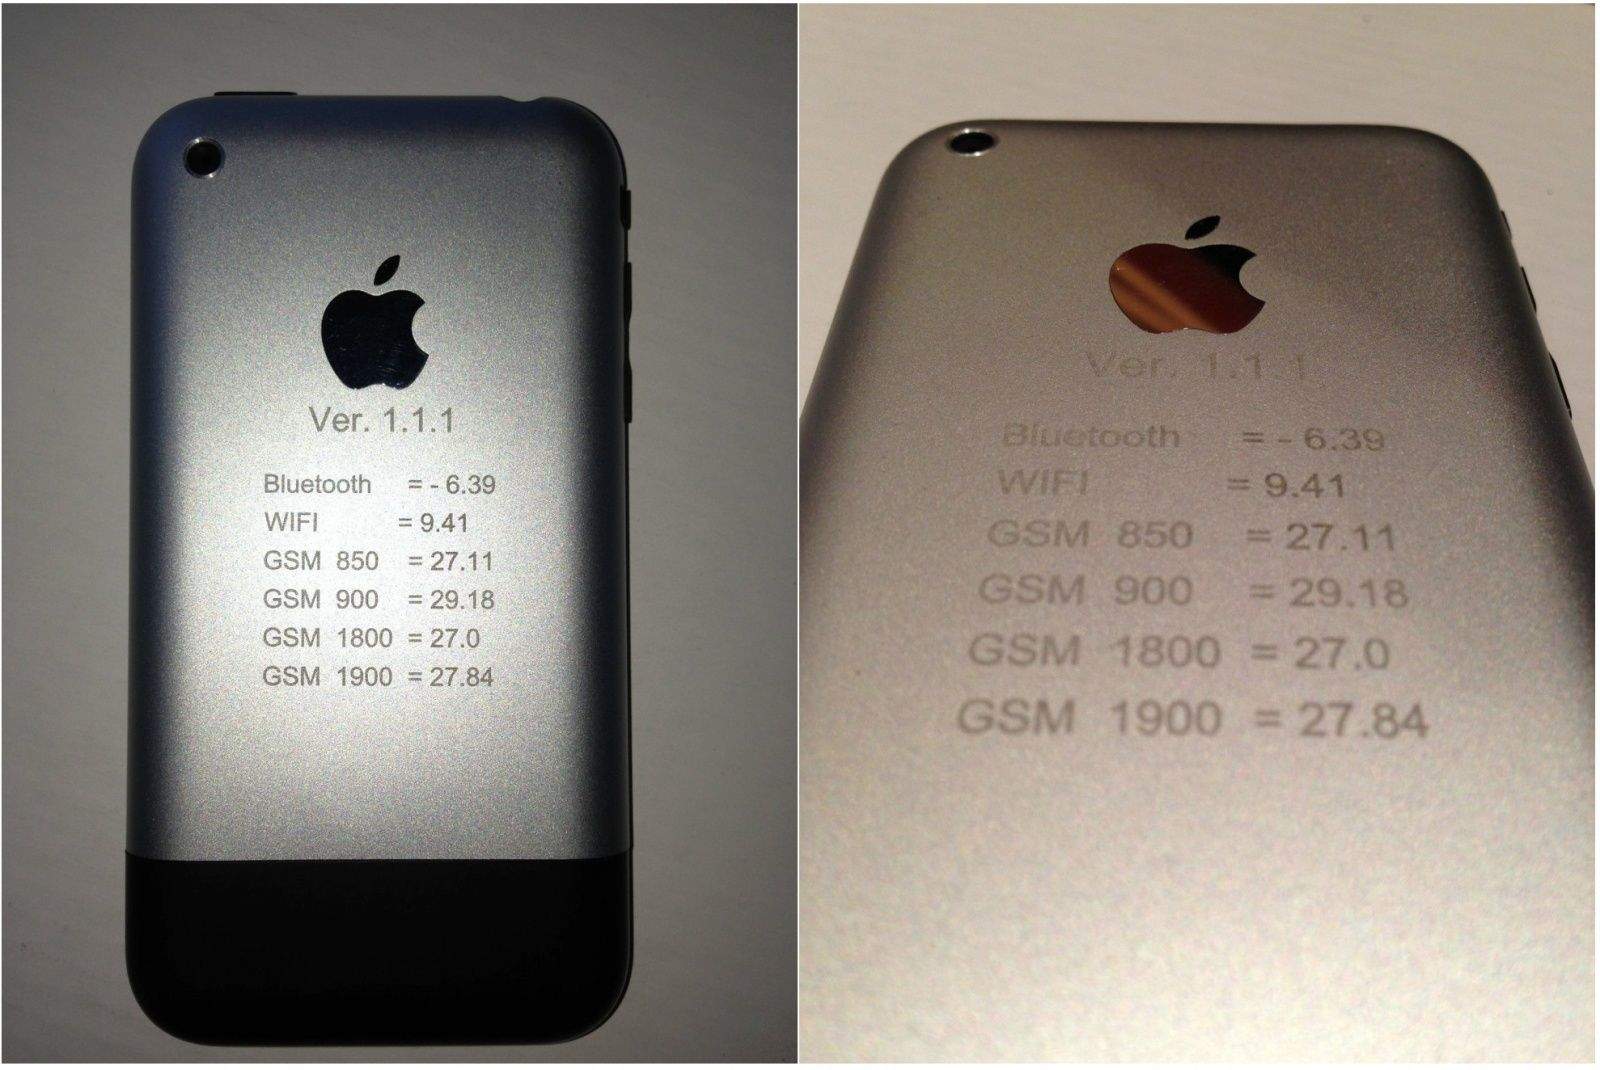 Ver. 1.1.1
Bluetooth = - 6.39
WIFI = 9.41
GSM 850 = 27.11
GSM 900 = 29.18
GSM 1800 = 27.0
GSM 1900 = 27.84
Ver. 1.1.1
Bluetooth = - 6.39
WIFI = 9.41
GSM 850 = 27.11
GSM 900 = 29.18
GSM 1800 = 27.0
GSM 1900 = 27.84